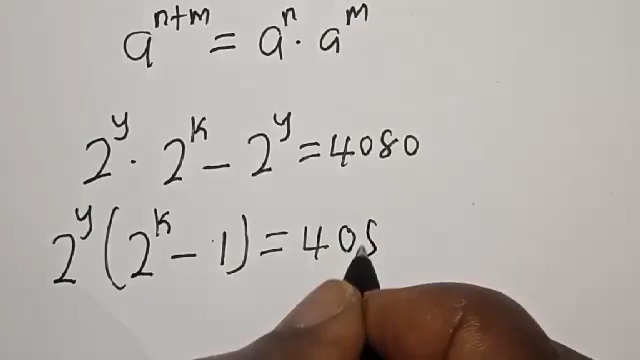 a^{n+m} = a^n · a^m
2^y · 2^k − 2^y = 4080
2^y (2^k − 1) = 40